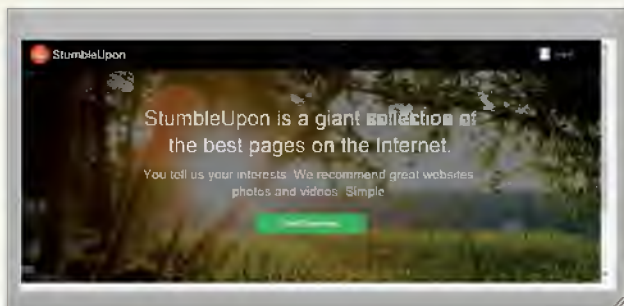 StumbleUpon
StumbleUpon is a giant collection of
the best pages on the Internet.
You tell us your interests. We recommend great websites
photos and videos. Simple